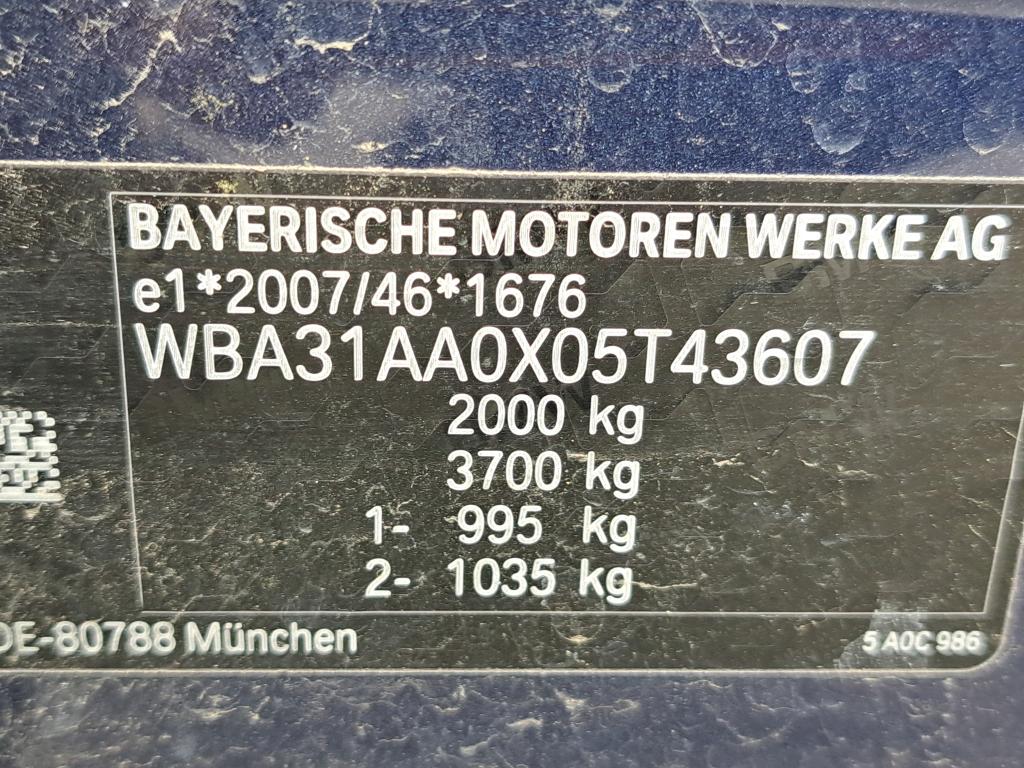 BAYERISCHE MOTOREN WERKE AG
e1*2007/46*1676
WBA31AA0X05T43607
2000 kg
3700 kg
1- 995 kg
2- 1035 kg
DE-80788 München
5 A0C 986